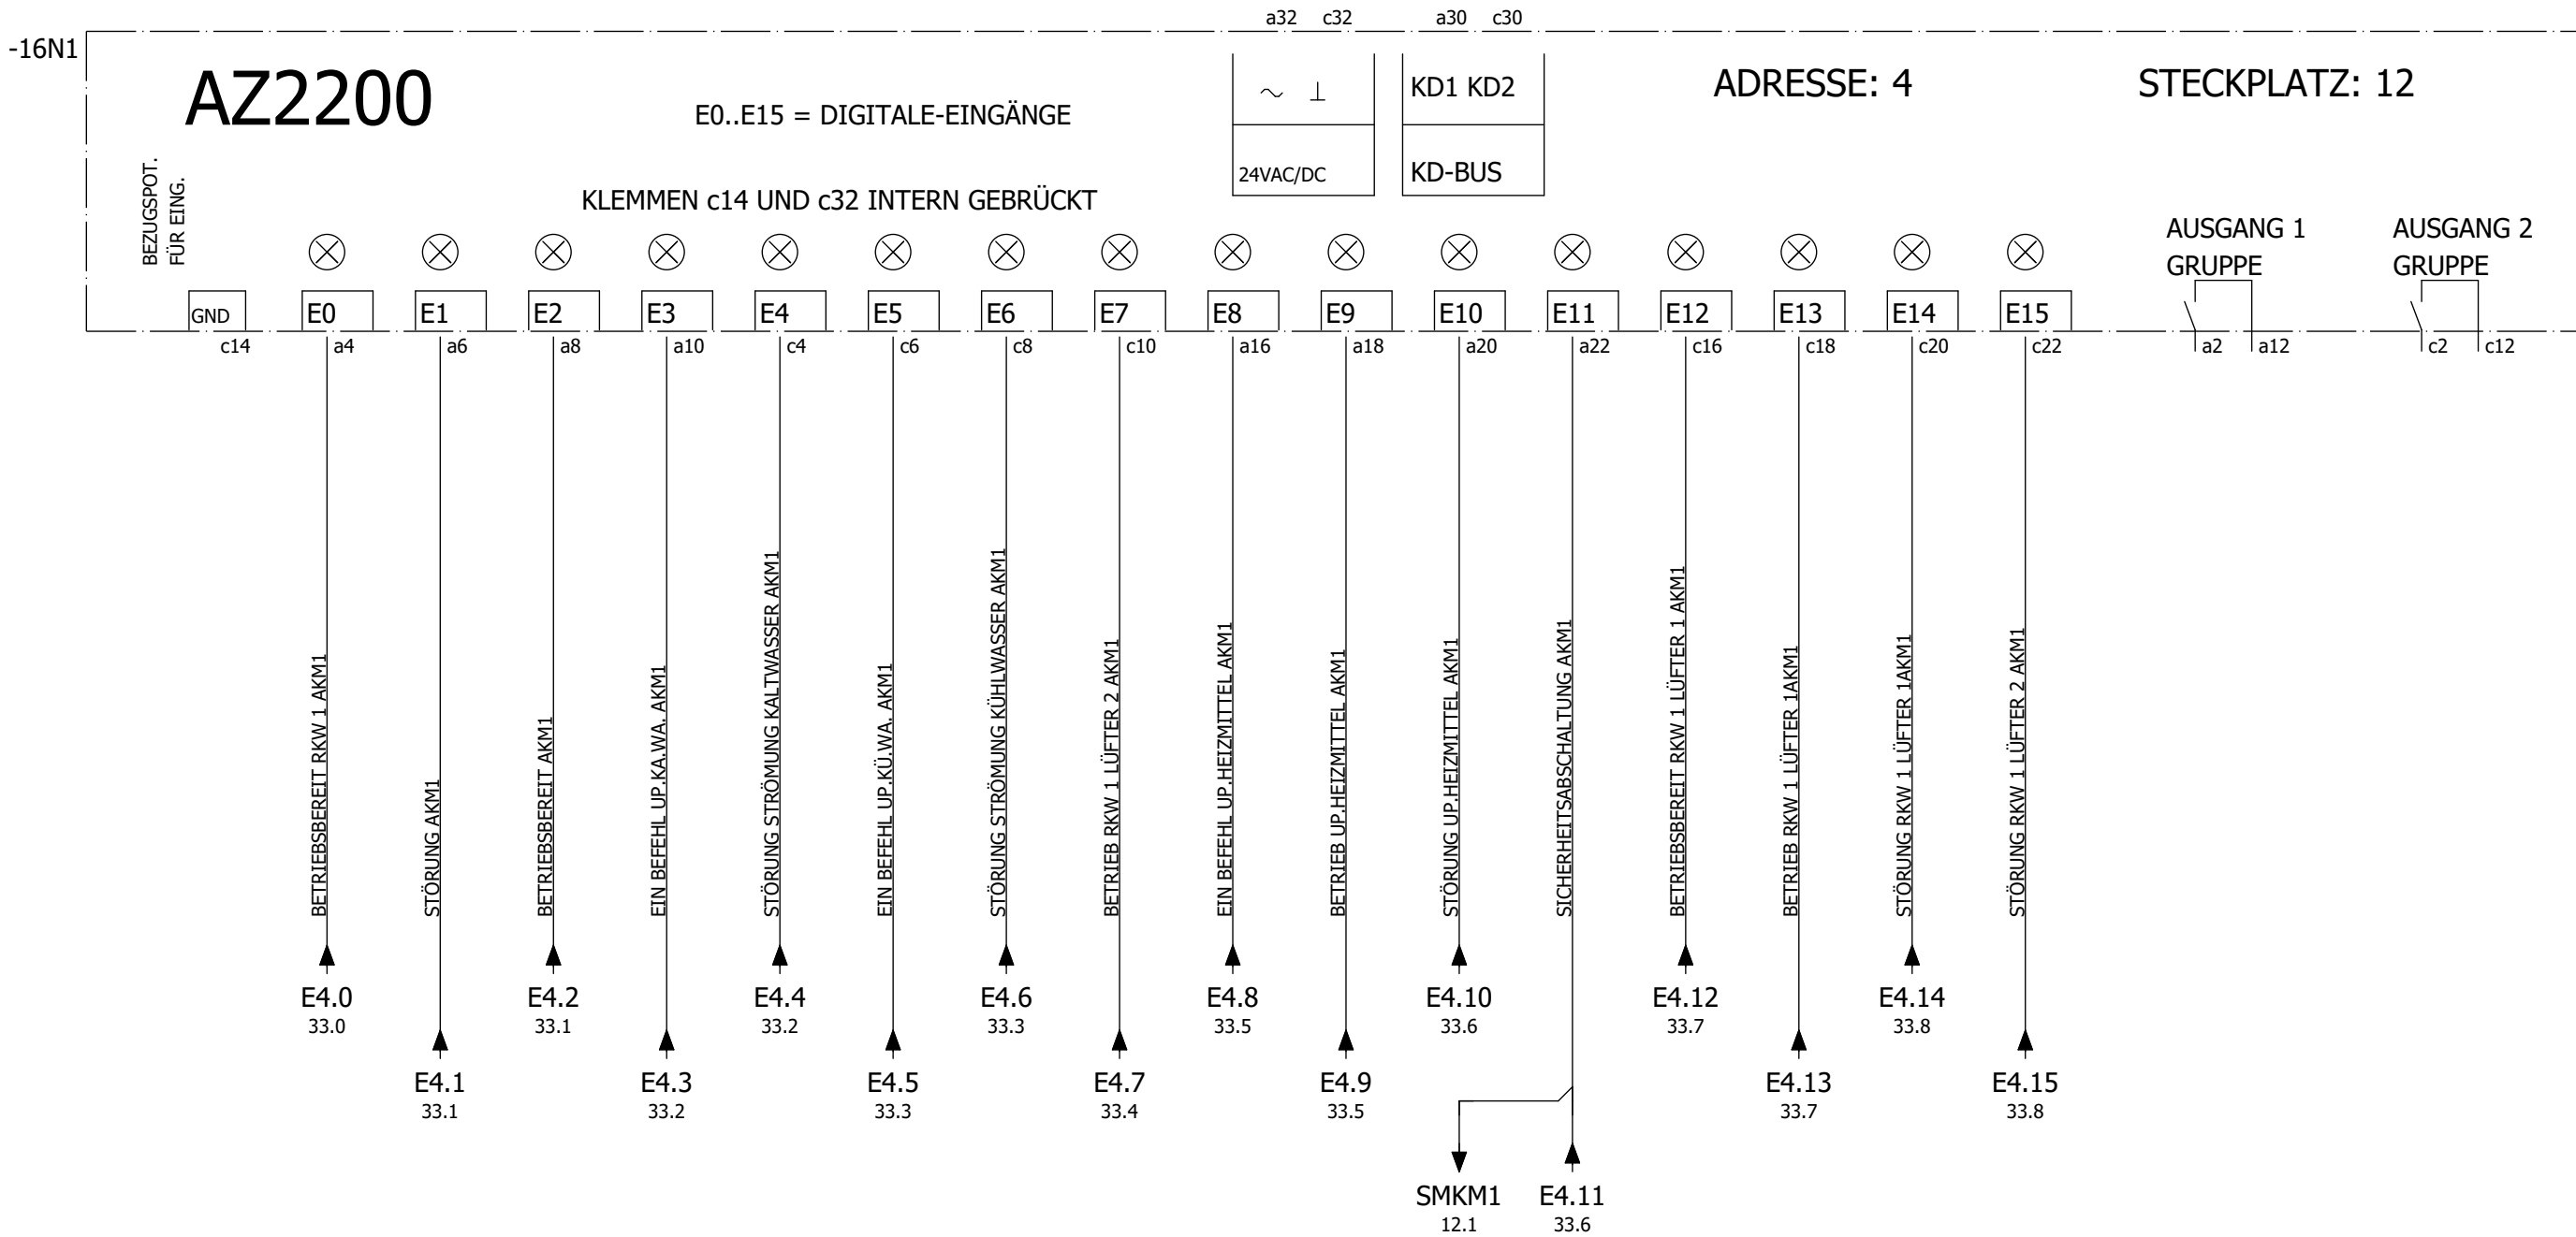 a32 c32 a30 c30
-16N1
AZ2200
E0..E15 = DIGITALE-EINGÄNGE
KD1 KD2
ADRESSE: 4
STECKPLATZ: 12
24VAC/DC
KD-BUS
BEZUGSPOT.
FÜR EING.
KLEMMEN c14 UND c32 INTERN GEBRÜCKT
AUSGANG 1
GRUPPE
AUSGANG 2
GRUPPE
GND E0 E1 E2 E3 E4 E5 E6 E7 E8 E9 E10 E11 E12 E13 E14 E15
c14 a4 a6 a8 a10 c4 c6 c8 c10 a16 a18 a20 a22 c16 c18 c20 c22 a2 a12 c2 c12
BETRIEBSBEREIT RKW 1 AKM1
STÖRUNG AKM1
BETRIEBSBEREIT AKM1
EIN BEFEHL UP.KA.WA. AKM1
STÖRUNG STRÖMUNG KALTWASSER AKM1
EIN BEFEHL UP.KÜ.WA. AKM1
STÖRUNG STRÖMUNG KÜHLWASSER AKM1
BETRIEB RKW 1 LÜFTER 2 AKM1
EIN BEFEHL UP.HEIZMITTEL AKM1
BETRIEB UP.HEIZMITTEL AKM1
STÖRUNG UP.HEIZMITTEL AKM1
SICHERHEITSABSCHALTUNG AKM1
BETRIEBSBEREIT RKW 1 LÜFTER 1 AKM1
BETRIEB RKW 1 LÜFTER 1AKM1
STÖRUNG RKW 1 LÜFTER 1AKM1
STÖRUNG RKW 1 LÜFTER 2 AKM1
E4.0 E4.2 E4.4 E4.6 E4.8 E4.10 E4.12 E4.14
33.0 33.1 33.2 33.3 33.5 33.6 33.7 33.8
E4.1 E4.3 E4.5 E4.7 E4.9 E4.13 E4.15
33.1 33.2 33.3 33.4 33.5 33.7 33.8
SMKM1 E4.11
12.1 33.6